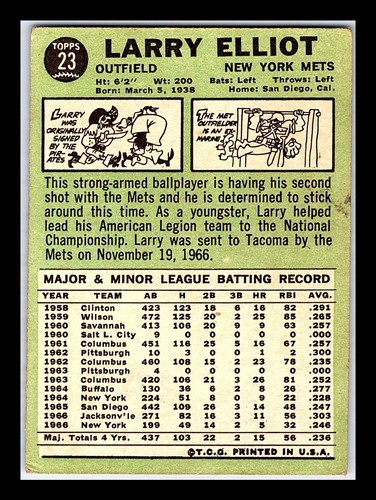 TOPPS
23
LARRY ELLIOT
OUTFIELD NEW YORK METS
Ht: 6'2" Wt: 200 Bats: Left Throws: Left
Born: March 5, 1938 Home: San Diego, Cal.
LARRY
WAS
ORIGINALLY
SIGNED
BY THE
PIRATES
THE MET
OUTFIELDER
IS AN EX-
MARINE
This strong-armed ballplayer is having his second
shot with the Mets and he is determined to stick
around this time. As a youngster, Larry helped
lead his American Legion team to the National
Championship. Larry was sent to Tacoma by the
Mets on November 19, 1966.
MAJOR & MINOR LEAGUE BATTING RECORD
YEAR TEAM AB H 2B 3B HR RBI AVG.
1958 Clinton 423 123 18 6 16 82 .291
1959 Wilson 472 125 25 2 25 85 .265
1960 Savannah 413 106 20 9 9 63 .257
1960 Salt L. City 9 0 0 0 0 0 .000
1961 Columbus 451 116 25 5 16 67 .257
1962 Pittsburgh 10 3 0 0 1 2 .300
1962 Columbus 460 108 15 2 23 78 .235
1963 Pittsburgh 4 0 0 0 0 0 .000
1963 Columbus 420 106 21 3 26 81 .252
1964 Buffalo 130 36 6 2 8 26 .277
1964 New York 224 51 8 0 9 22 .228
1965 San Diego 442 109 26 3 14 48 .247
1966 Jacksonv'le 271 82 16 3 11 56 .303
1966 New York 199 49 14 2 5 32 .246
Maj. Totals 4 Yrs. 437 103 22 2 15 56 .236
©T.C.G. PRINTED IN U.S.A.